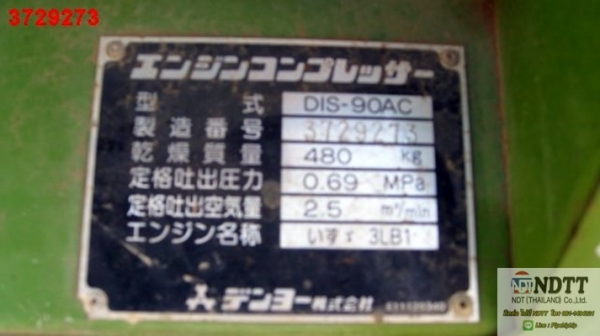 3729273
エンジンコンプレッサー
型式 DIS-90AC
製造番号 3729273
乾燥質量 480 kg
定格吐出圧力 0.69 MPa
定格吐出空気量 2.5 m³/min
エンジン名称 いすゞ 3LB1
デンヨー株式会社
NDT NDTT
NDT (THAILAND) Co.,Ltd.